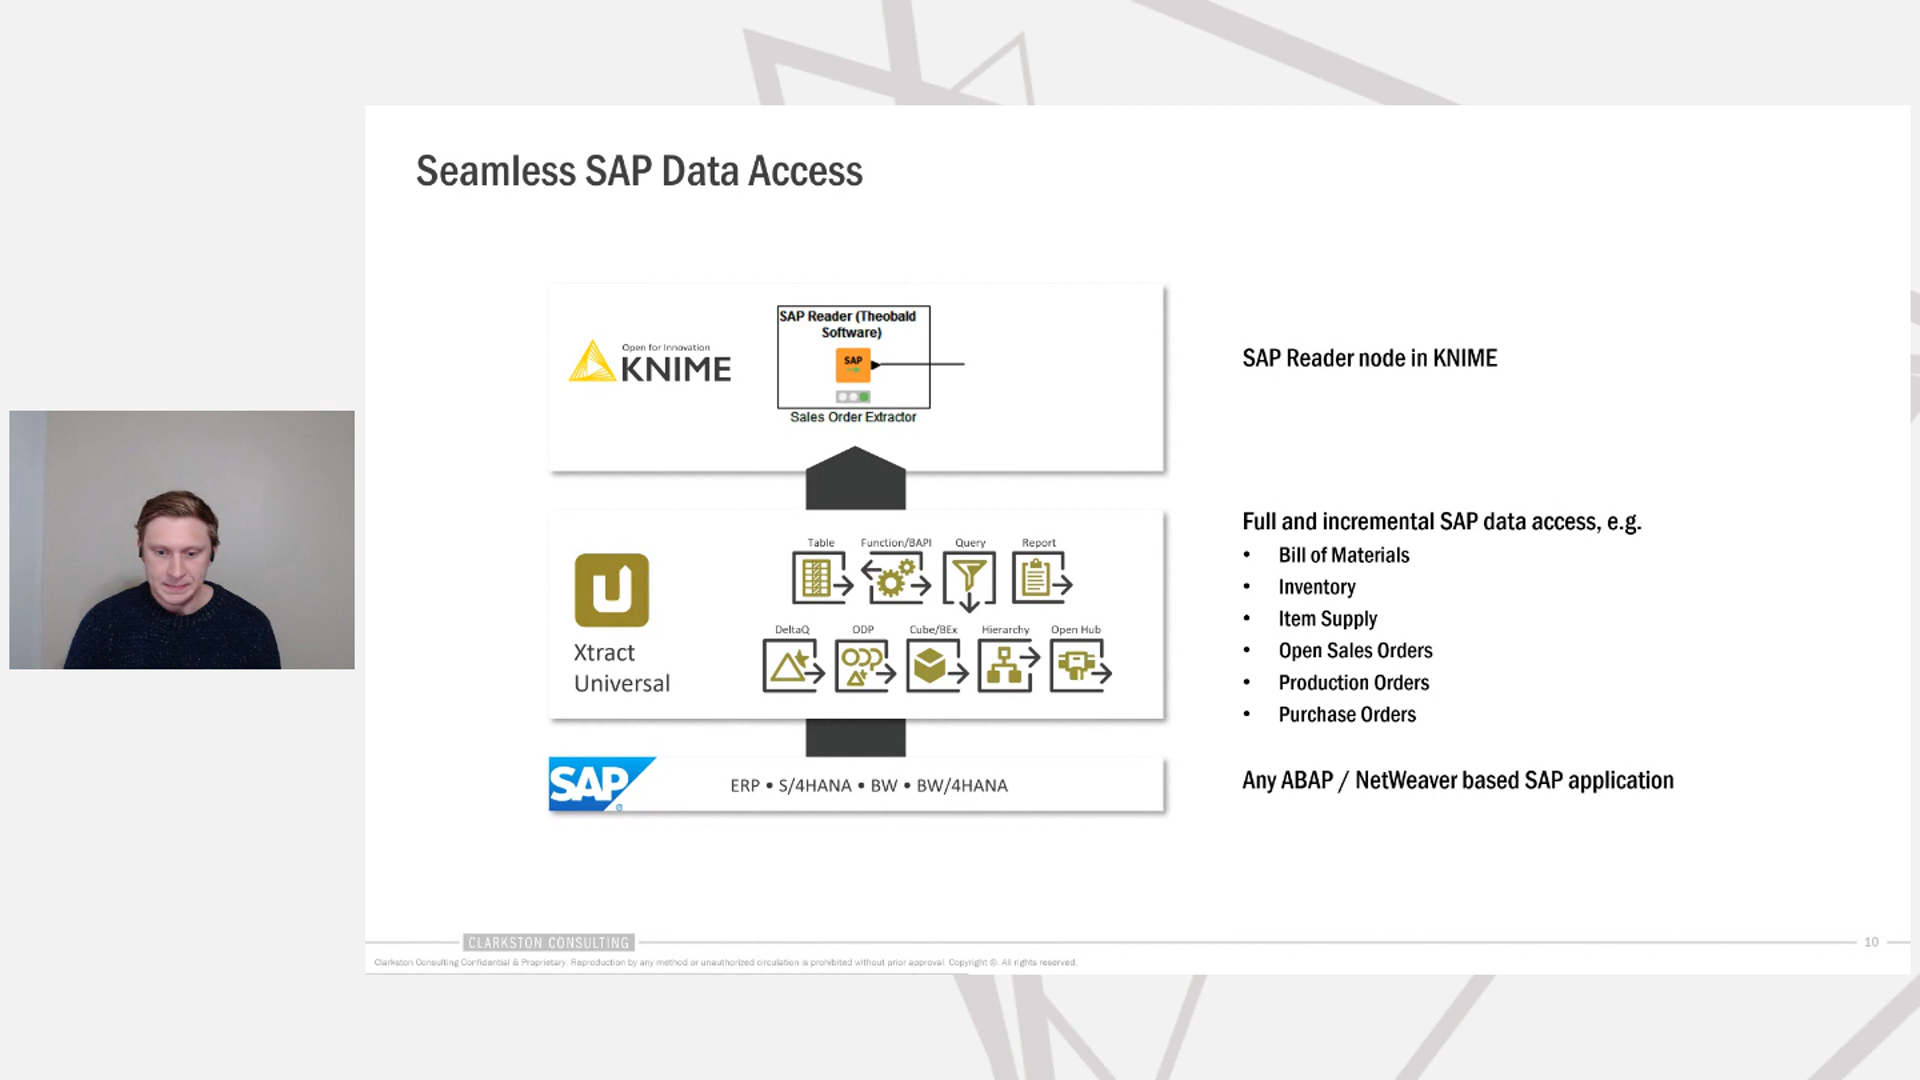 Seamless SAP Data Access
SAP Reader (Theobald
Software)
SAP
Sales Order Extractor
Open for Innovation
KNIME
SAP Reader node in KNIME
Table Function/BAPI Query Report
DeltaQ ODP Cube/BEx Hierarchy Open Hub
Xtract
Universal
Full and incremental SAP data access, e.g.
• Bill of Materials
• Inventory
• Item Supply
• Open Sales Orders
• Production Orders
• Purchase Orders
SAP®
ERP • S/4HANA • BW • BW/4HANA
Any ABAP / NetWeaver based SAP application
CLARKSTON CONSULTING
10
Clarkston Consulting Confidential & Proprietary. Reproduction by any method or unauthorized circulation is prohibited without prior approval. Copyright ©. All rights reserved.